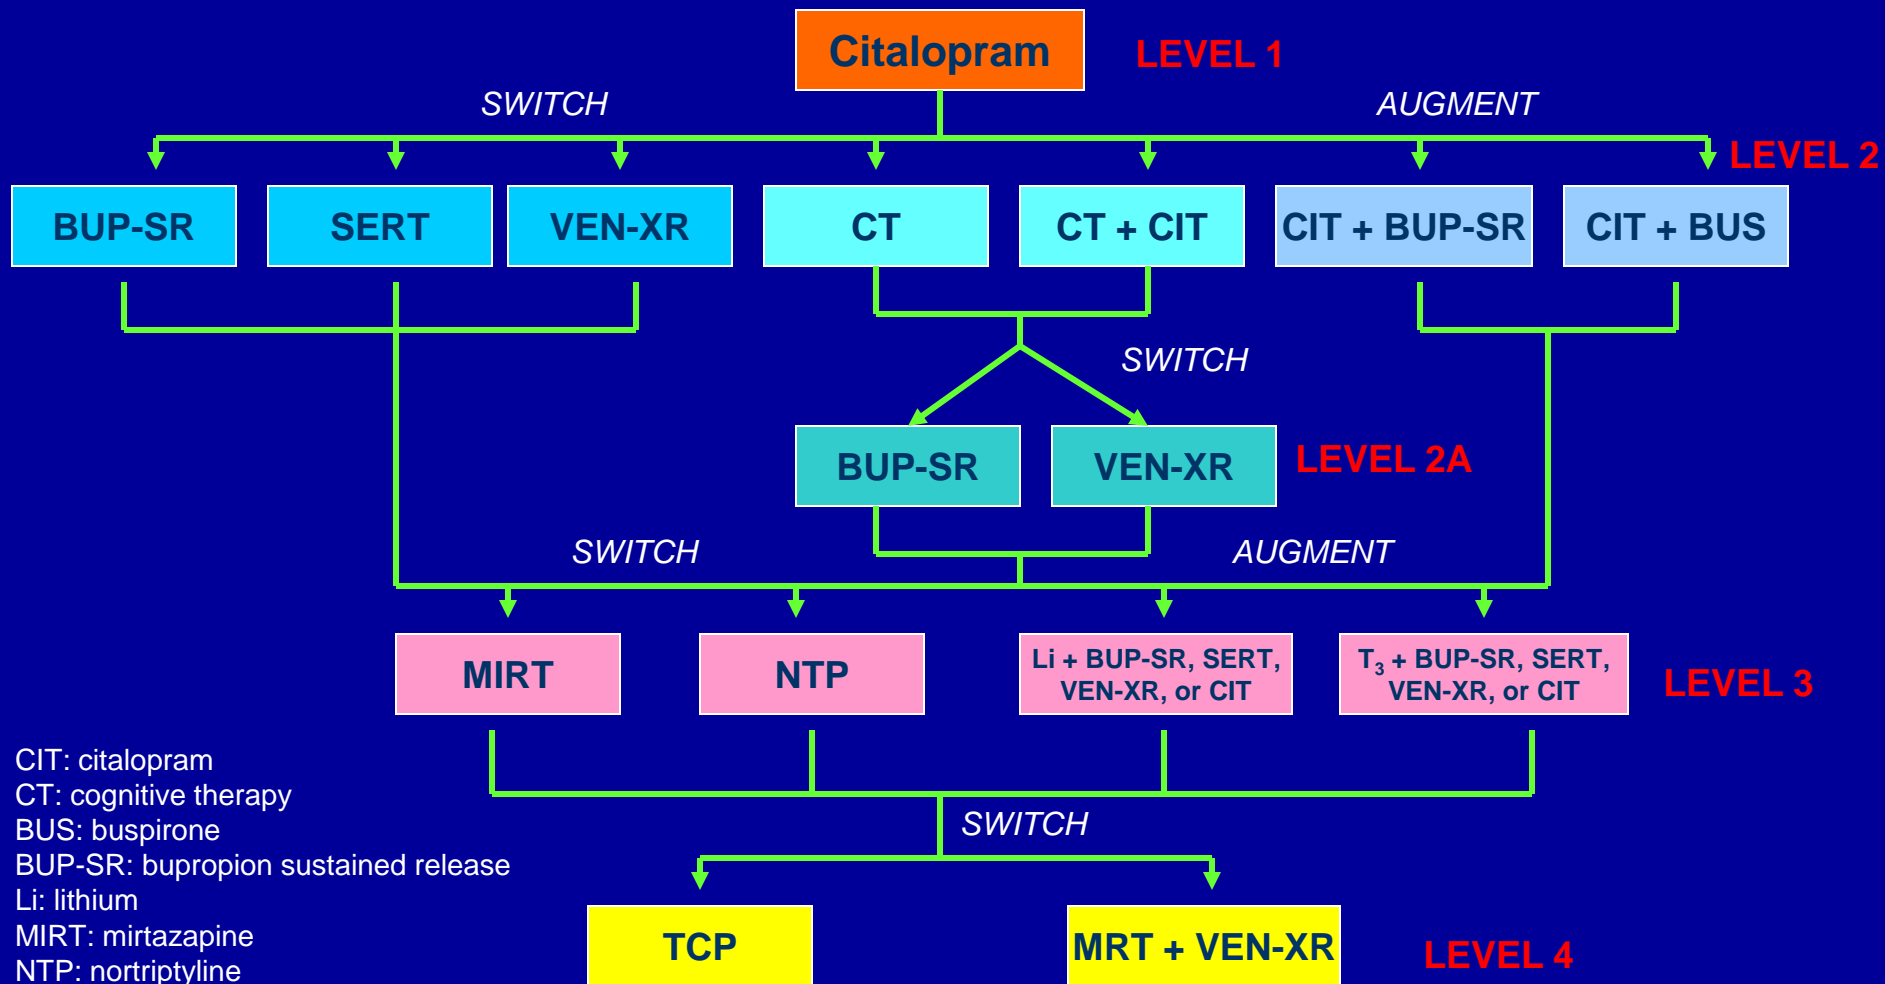 Citalopram
LEVEL 1
SWITCH
AUGMENT
LEVEL 2
BUP-SR
SERT
VEN-XR
CT
CT + CIT
CIT + BUP-SR
CIT + BUS
SWITCH
BUP-SR
VEN-XR
LEVEL 2A
SWITCH
AUGMENT
MIRT
NTP
Li + BUP-SR, SERT,
VEN-XR, or CIT
T₃ + BUP-SR, SERT,
VEN-XR, or CIT
LEVEL 3
SWITCH
TCP
MRT + VEN-XR
LEVEL 4
CIT: citalopram
CT: cognitive therapy
BUS: buspirone
BUP-SR: bupropion sustained release
Li: lithium
MIRT: mirtazapine
NTP: nortriptyline